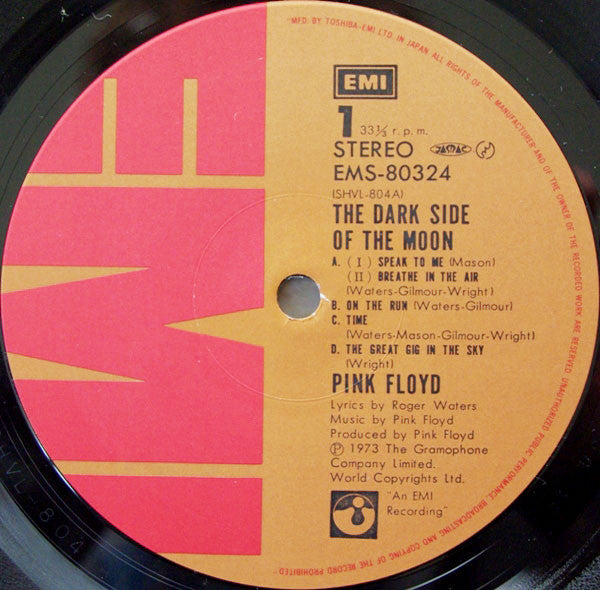 "MFD. BY TOSHIBA-EMI LTD. IN JAPAN ALL RIGHTS OF THE MANUFACTURER AND OF THE OWNER OF THE RECORDED WORK ARE RESERVED. UNAUTHORIZED PUBLIC PERFORMANCE, BROADCASTING AND COPYING OF THE RECORD PROHIBITED"
EMI
EMI
1 33⅓ r.p.m.
STEREO JASRAC
EMS-80324
(SHVL-804A)
THE DARK SIDE
OF THE MOON
A. (I) SPEAK TO ME (Mason)
(II) BREATHE IN THE AIR
(Waters-Gilmour-Wright)
B. ON THE RUN (Waters-Gilmour)
C. TIME
(Waters-Mason-Gilmour-Wright)
D. THE GREAT GIG IN THE SKY
(Wright)
PINK FLOYD
Lyrics by Roger Waters
Music by Pink Floyd
Produced by Pink Floyd
Ⓟ 1973 The Gramophone
Company Limited.
World Copyrights Ltd.
"An EMI
Recording"
SHVL 804